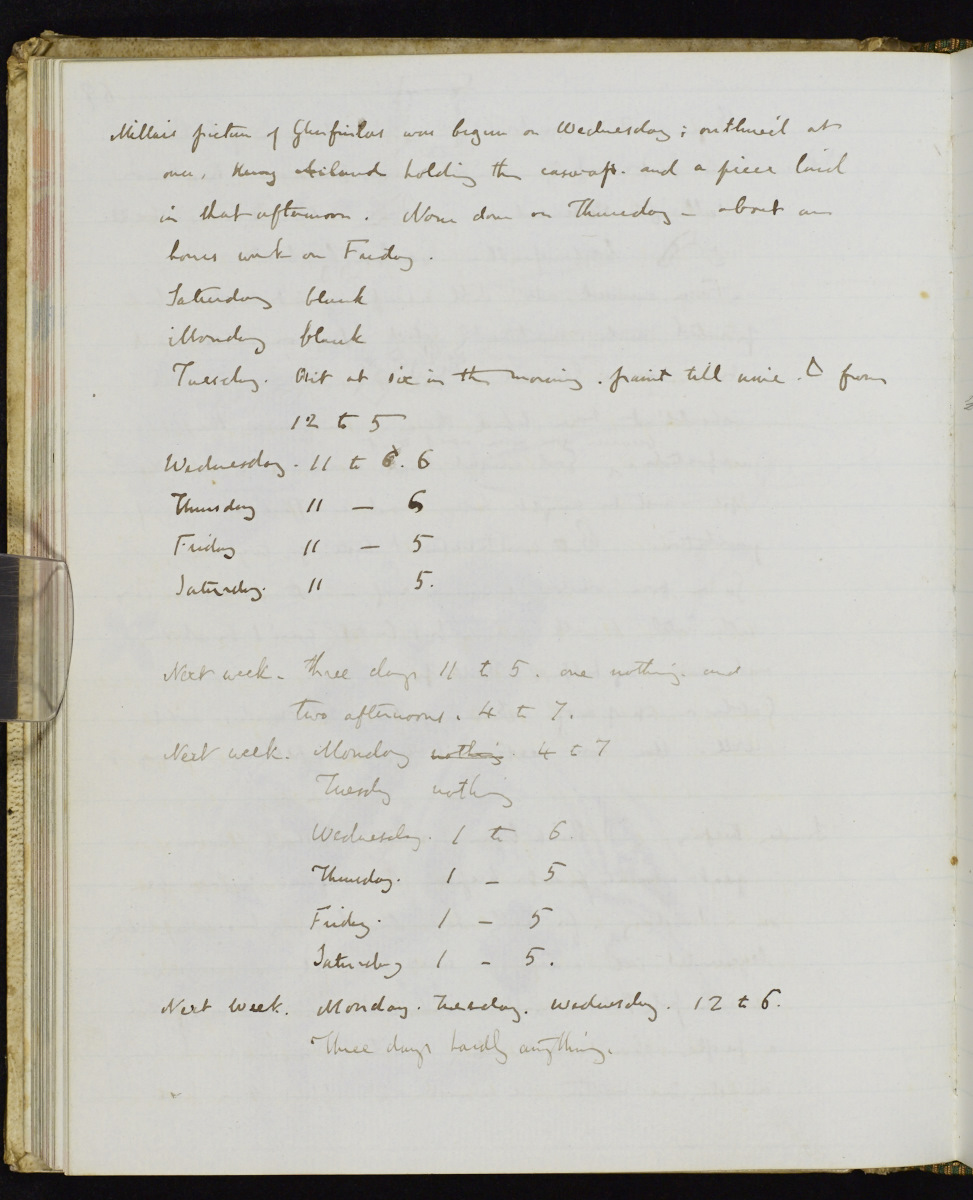 Millais picture of Glenfinlas was begun on Wednesday; outlined at
once, Henry Acland holding the canvas. and a piece laid
in that afternoon. None done on Thursday – about an
hours work on Friday.
Saturday blank
Monday blank
Tuesday. Out at six in the morning. paint till nine. from
12 to 5
Wednesday. 11 to 6. 6
Thursday 11 — 6
Friday 11 — 5
Saturday. 11 5.
Next week. three days 11 to 5. one nothing. and
two afternoons. 4 to 7.
Next week. Monday nothing. 4 to 7
Tuesday nothing
Wednesday. 1 to 6.
Thursday. 1 – 5
Friday. 1 – 5
Saturday 1 – 5.
Next Week. Monday. Tuesday. Wednesday. 12 to 6.
Three days hardly anything.